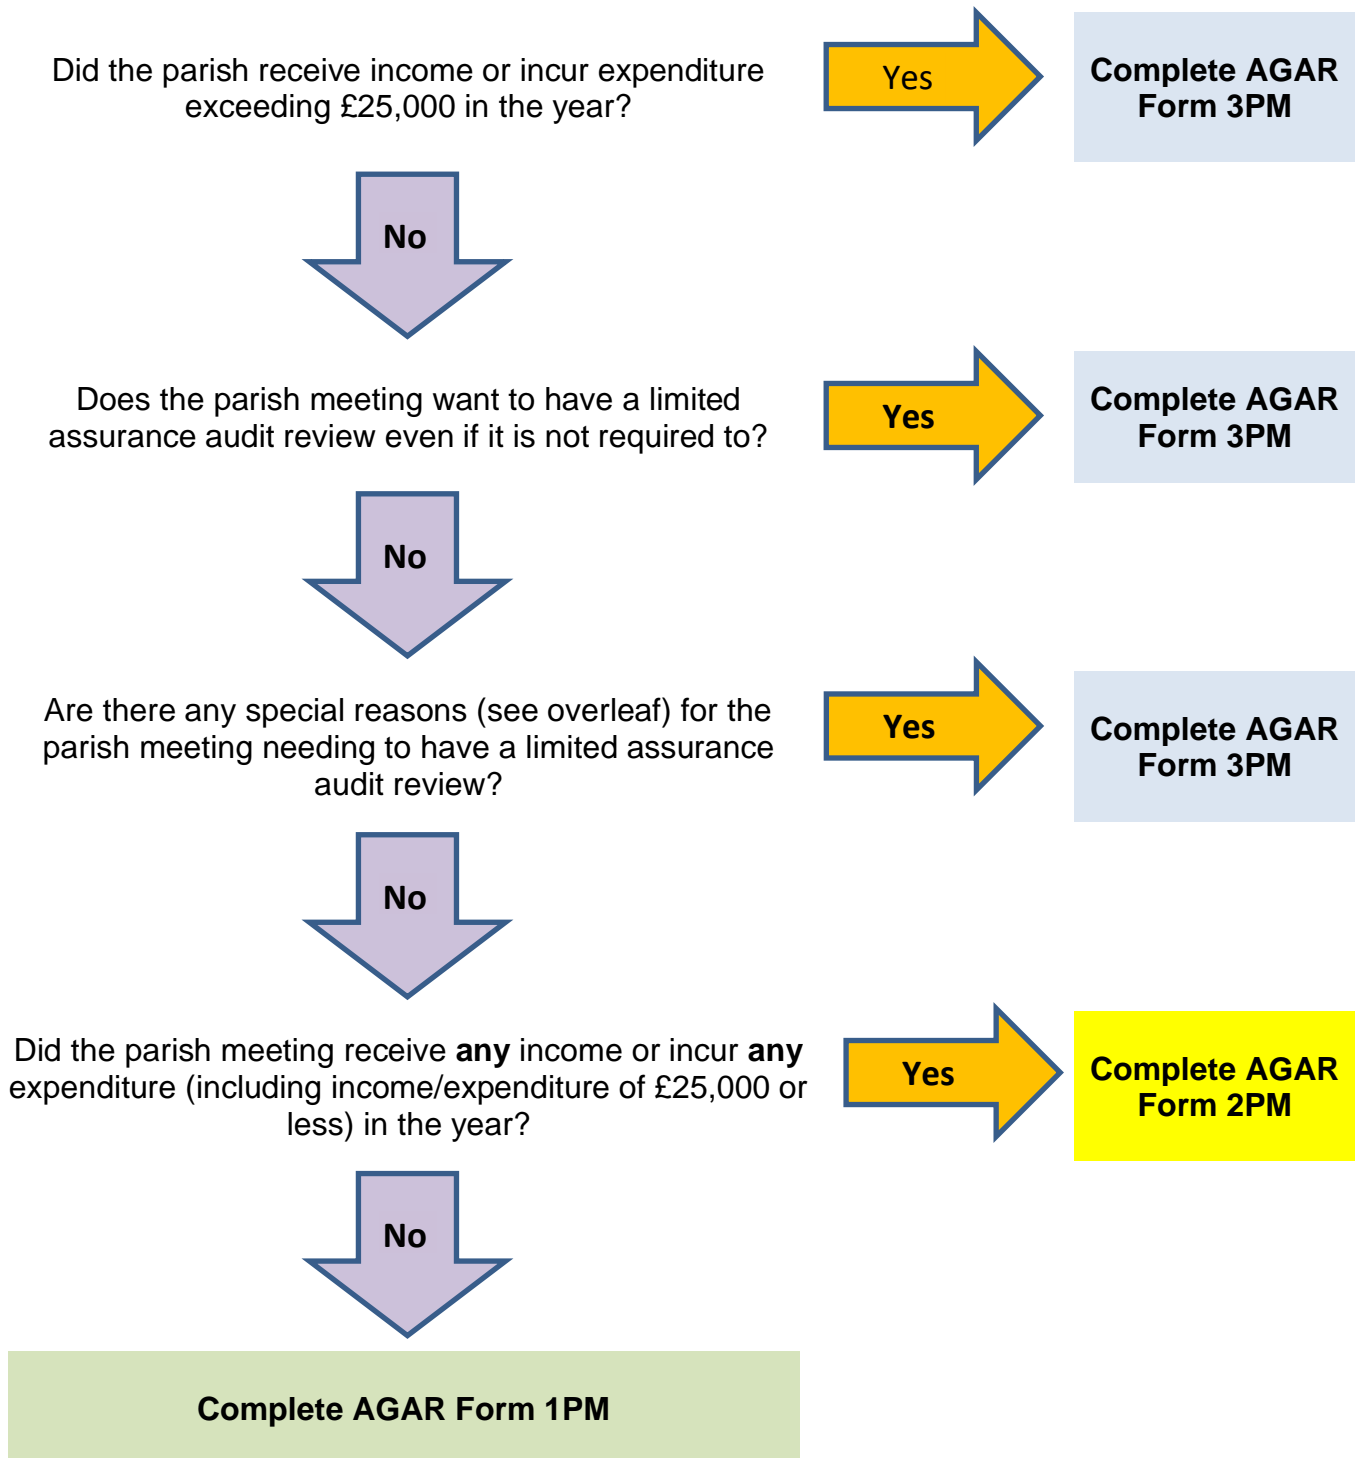 Did the parish receive income or incur expenditure
exceeding £25,000 in the year?
Yes
Complete AGAR
Form 3PM
No
Does the parish meeting want to have a limited
assurance audit review even if it is not required to?
Yes
Complete AGAR
Form 3PM
No
Are there any special reasons (see overleaf) for the
parish meeting needing to have a limited assurance
audit review?
Yes
Complete AGAR
Form 3PM
No
Did the parish meeting receive any income or incur any
expenditure (including income/expenditure of £25,000 or
less) in the year?
Yes
Complete AGAR
Form 2PM
No
Complete AGAR Form 1PM